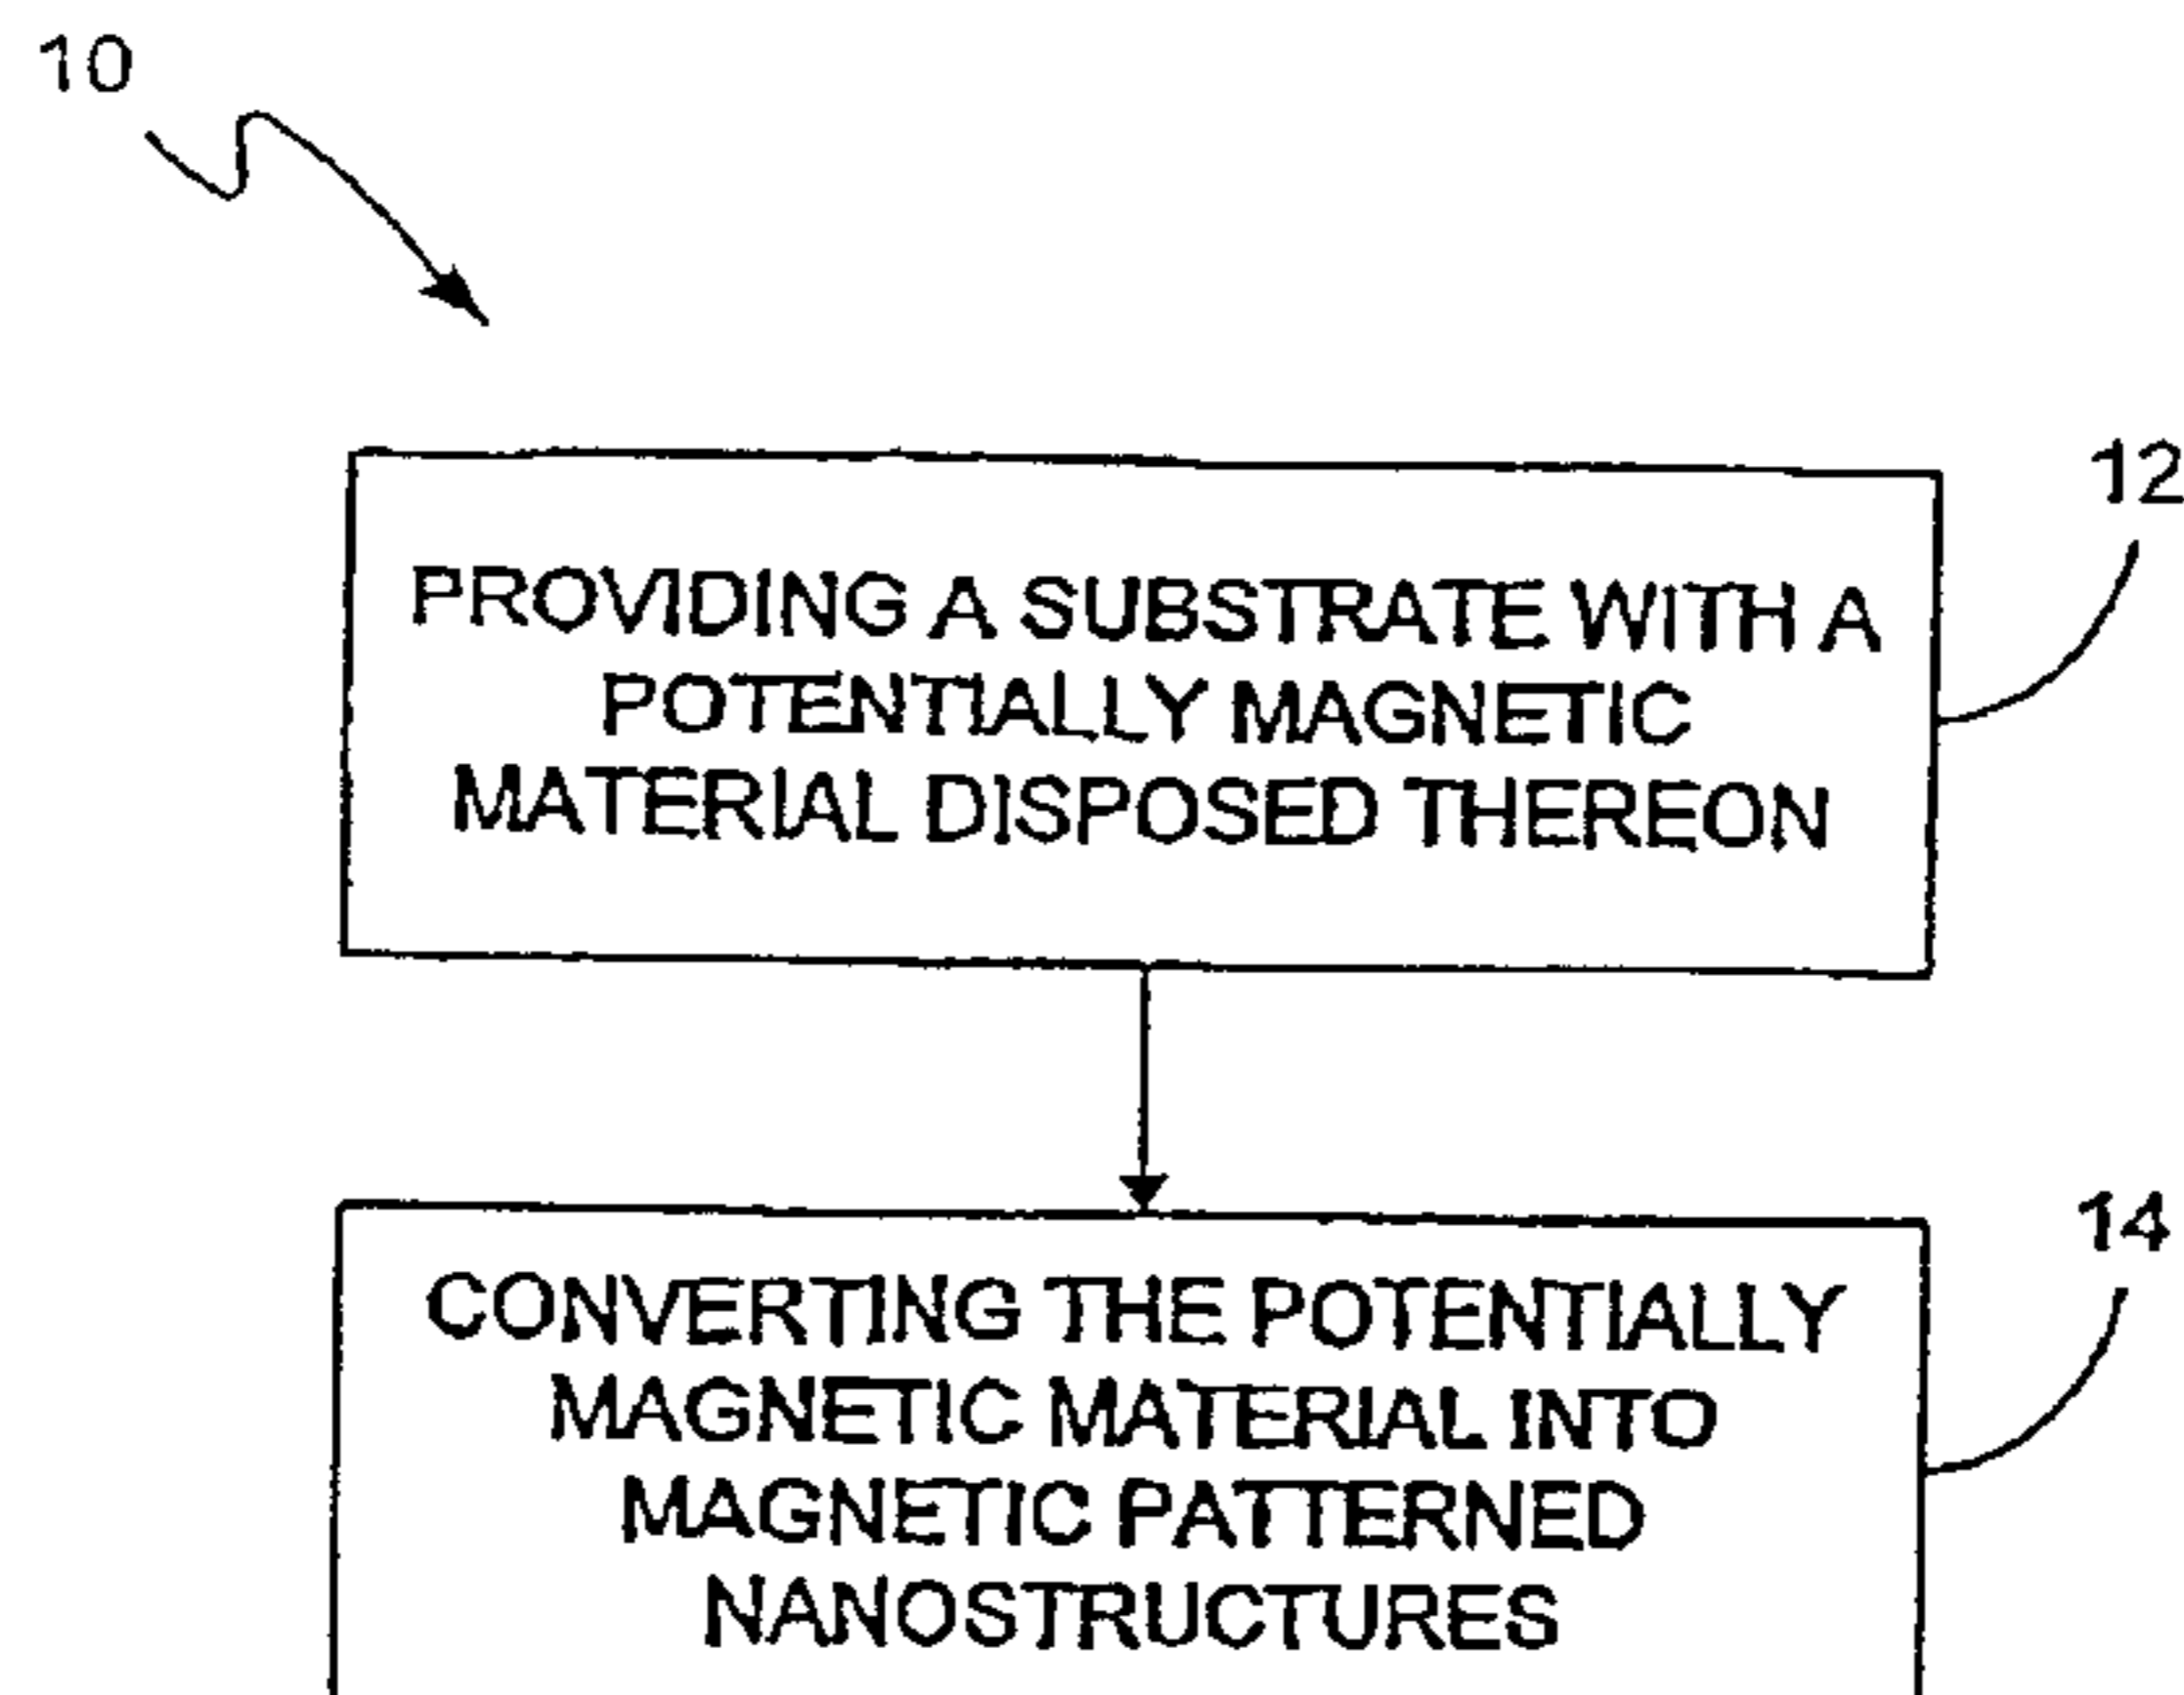 10
12
PROVIDING A SUBSTRATE WITH A
POTENTIALLY MAGNETIC
MATERIAL DISPOSED THEREON
14
CONVERTING THE POTENTIALLY
MAGNETIC MATERIAL INTO
MAGNETIC PATTERNED
NANOSTRUCTURES